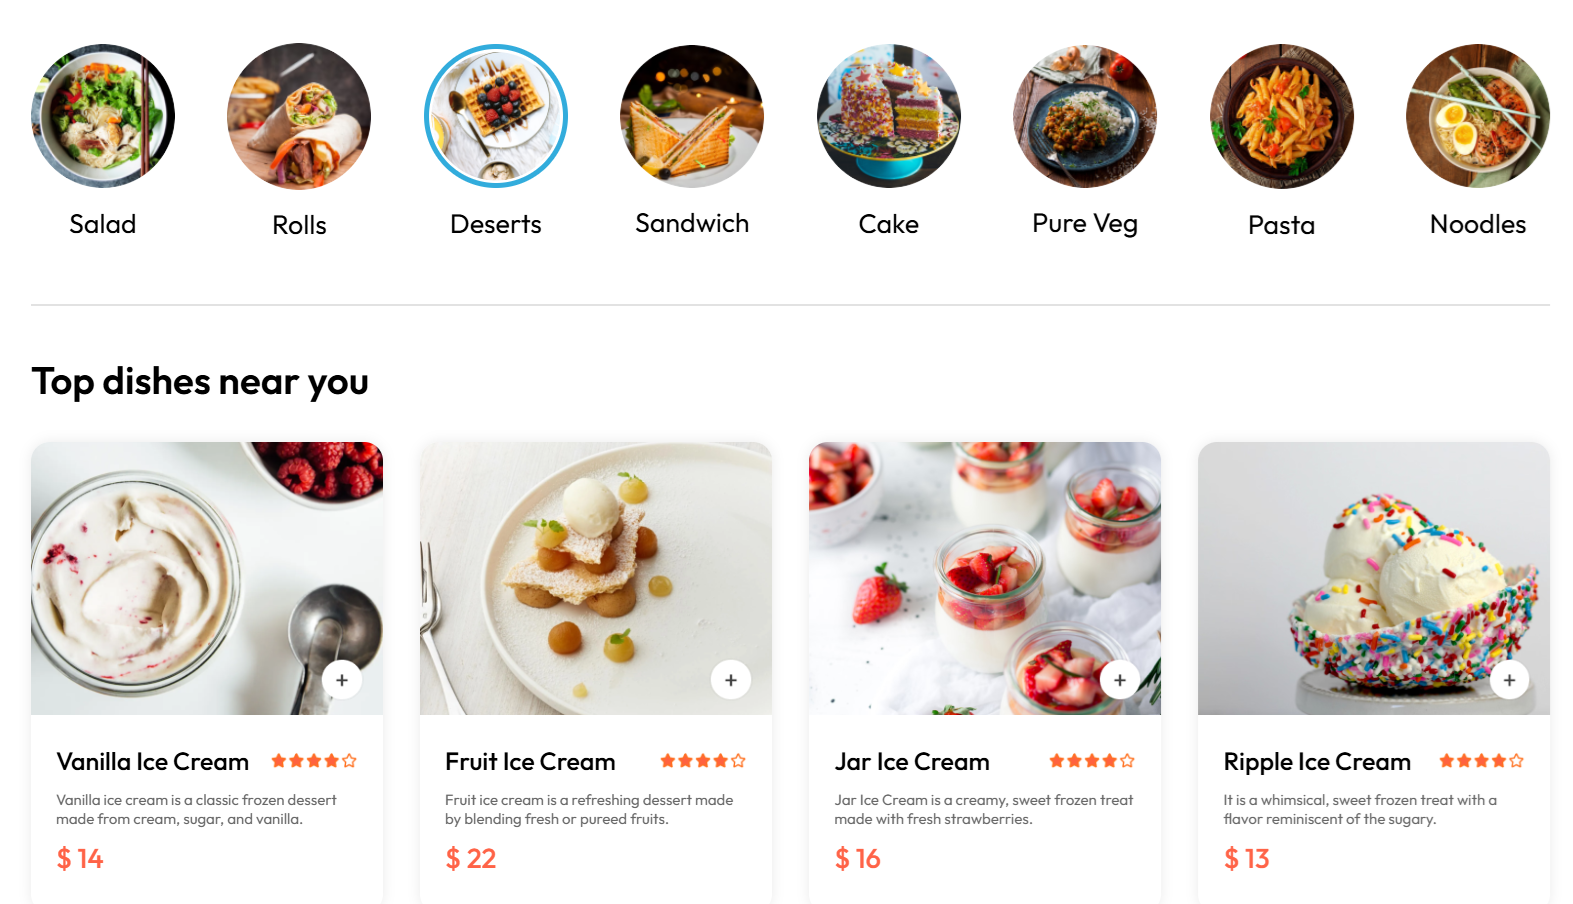 Salad
Rolls
Deserts
Sandwich
Cake
Pure Veg
Pasta
Noodles
Top dishes near you
Vanilla Ice Cream
Vanilla ice cream is a classic frozen dessert
made from cream, sugar, and vanilla.
$ 14
Fruit Ice Cream
Fruit ice cream is a refreshing dessert made
by blending fresh or pureed fruits.
$ 22
Jar Ice Cream
Jar Ice Cream is a creamy, sweet frozen treat
made with fresh strawberries.
$ 16
Ripple Ice Cream
It is a whimsical, sweet frozen treat with a
flavor reminiscent of the sugary.
$ 13